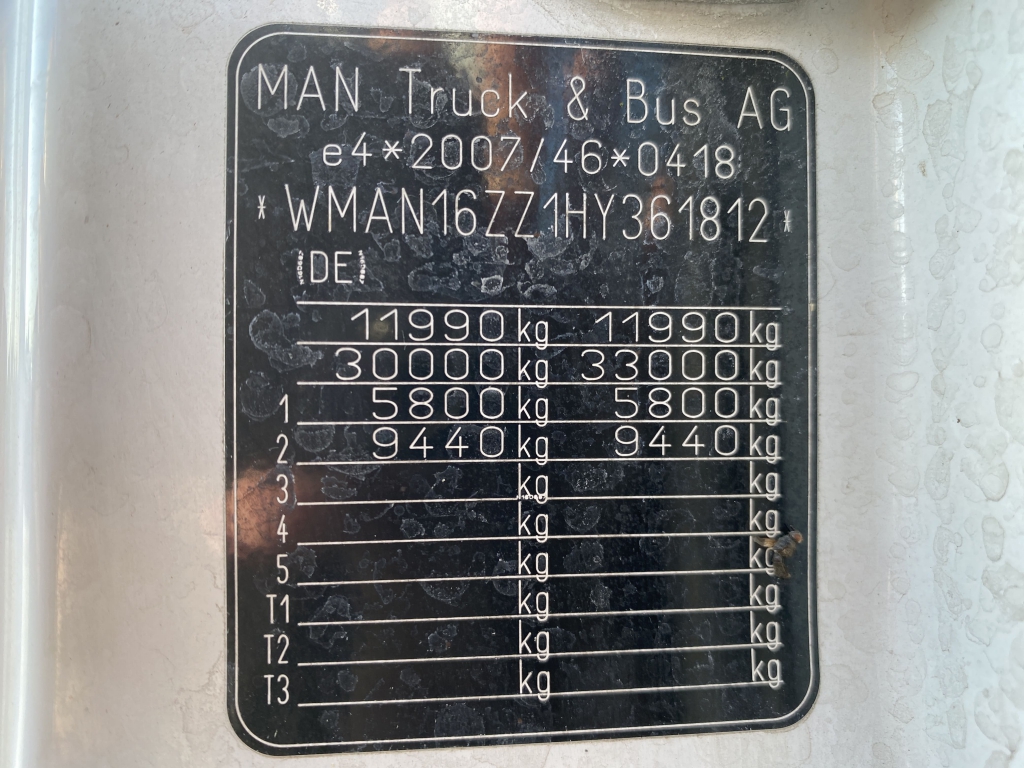 MAN Truck & Bus AG
e4*2007/46*0418
*WMAN16ZZ1HY361812*
DE
11990 kg 11990 kg
30000 kg 33000 kg
1 5800 kg 5800 kg
2 9440 kg 9440 kg
3 kg kg
4 kg kg
5 kg kg
T1 kg kg
T2 kg kg
T3 kg kg